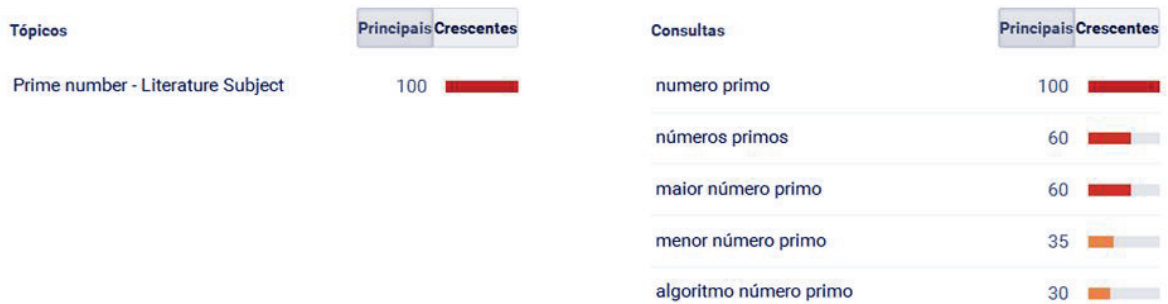 Tópicos
Principais Crescentes
Prime number - Literature Subject 100
Consultas
Principais Crescentes
numero primo 100
números primos 60
maior número primo 60
menor número primo 35
algoritmo número primo 30